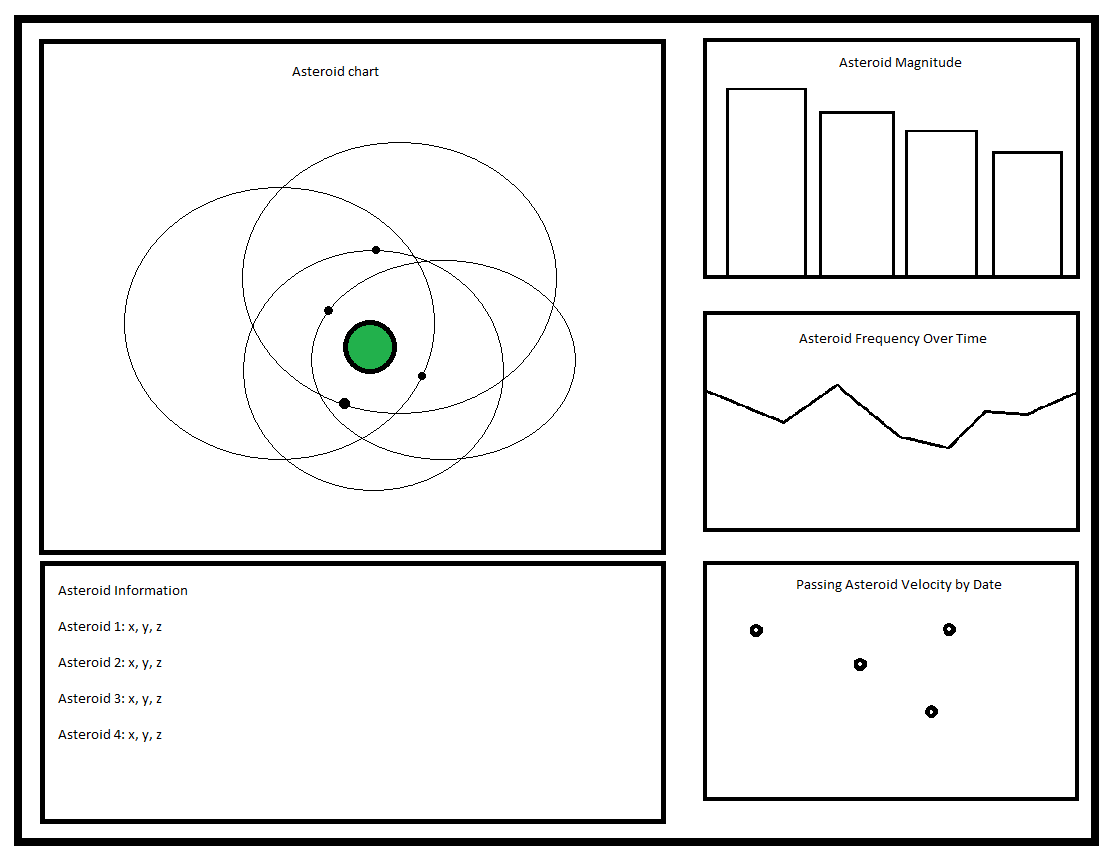 Asteroid chart
Asteroid Magnitude
Asteroid Frequency Over Time
Asteroid Information
Asteroid 1: x, y, z
Asteroid 2: x, y, z
Asteroid 3: x, y, z
Asteroid 4: x, y, z
Passing Asteroid Velocity by Date